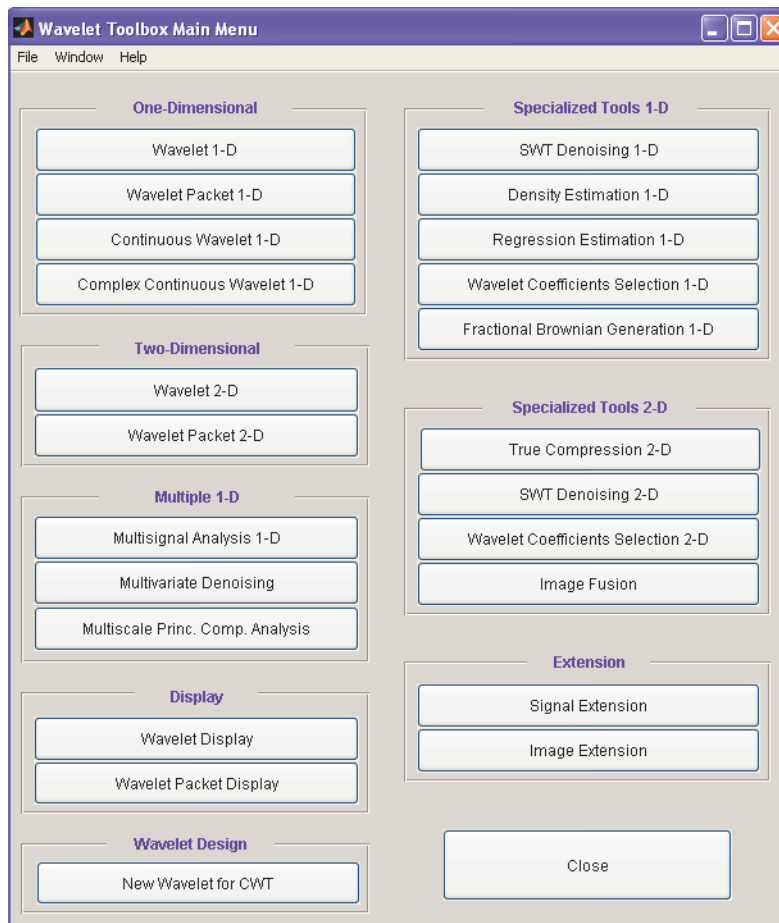 Wavelet Toolbox Main Menu
File Window Help
One-Dimensional
Wavelet 1-D
Wavelet Packet 1-D
Continuous Wavelet 1-D
Complex Continuous Wavelet 1-D
Two-Dimensional
Wavelet 2-D
Wavelet Packet 2-D
Multiple 1-D
Multisignal Analysis 1-D
Multivariate Denoising
Multiscale Princ. Comp. Analysis
Display
Wavelet Display
Wavelet Packet Display
Wavelet Design
New Wavelet for CWT
Specialized Tools 1-D
SWT Denoising 1-D
Density Estimation 1-D
Regression Estimation 1-D
Wavelet Coefficients Selection 1-D
Fractional Brownian Generation 1-D
Specialized Tools 2-D
True Compression 2-D
SWT Denoising 2-D
Wavelet Coefficients Selection 2-D
Image Fusion
Extension
Signal Extension
Image Extension
Close